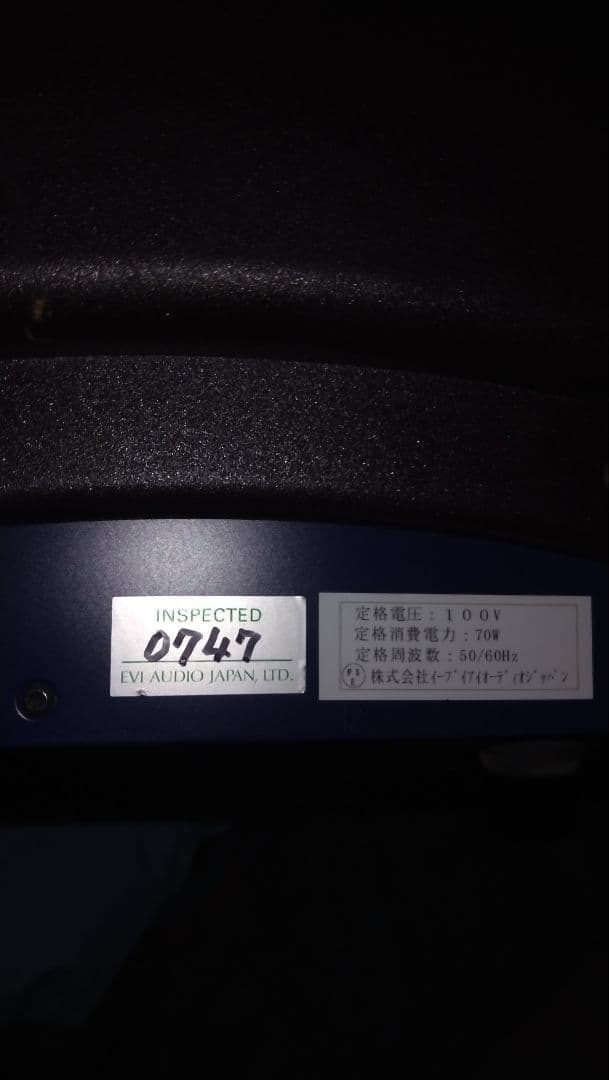 INSPECTED
0747
EVI AUDIO JAPAN, LTD.
定格電圧：１００Ｖ
定格消費電力：70W
定格周波数：50/60Hz
PSE 株式会社ｲｰﾌﾞｲｱｲｵｰﾃﾞｨｵｼﾞｬﾊﾟﾝ